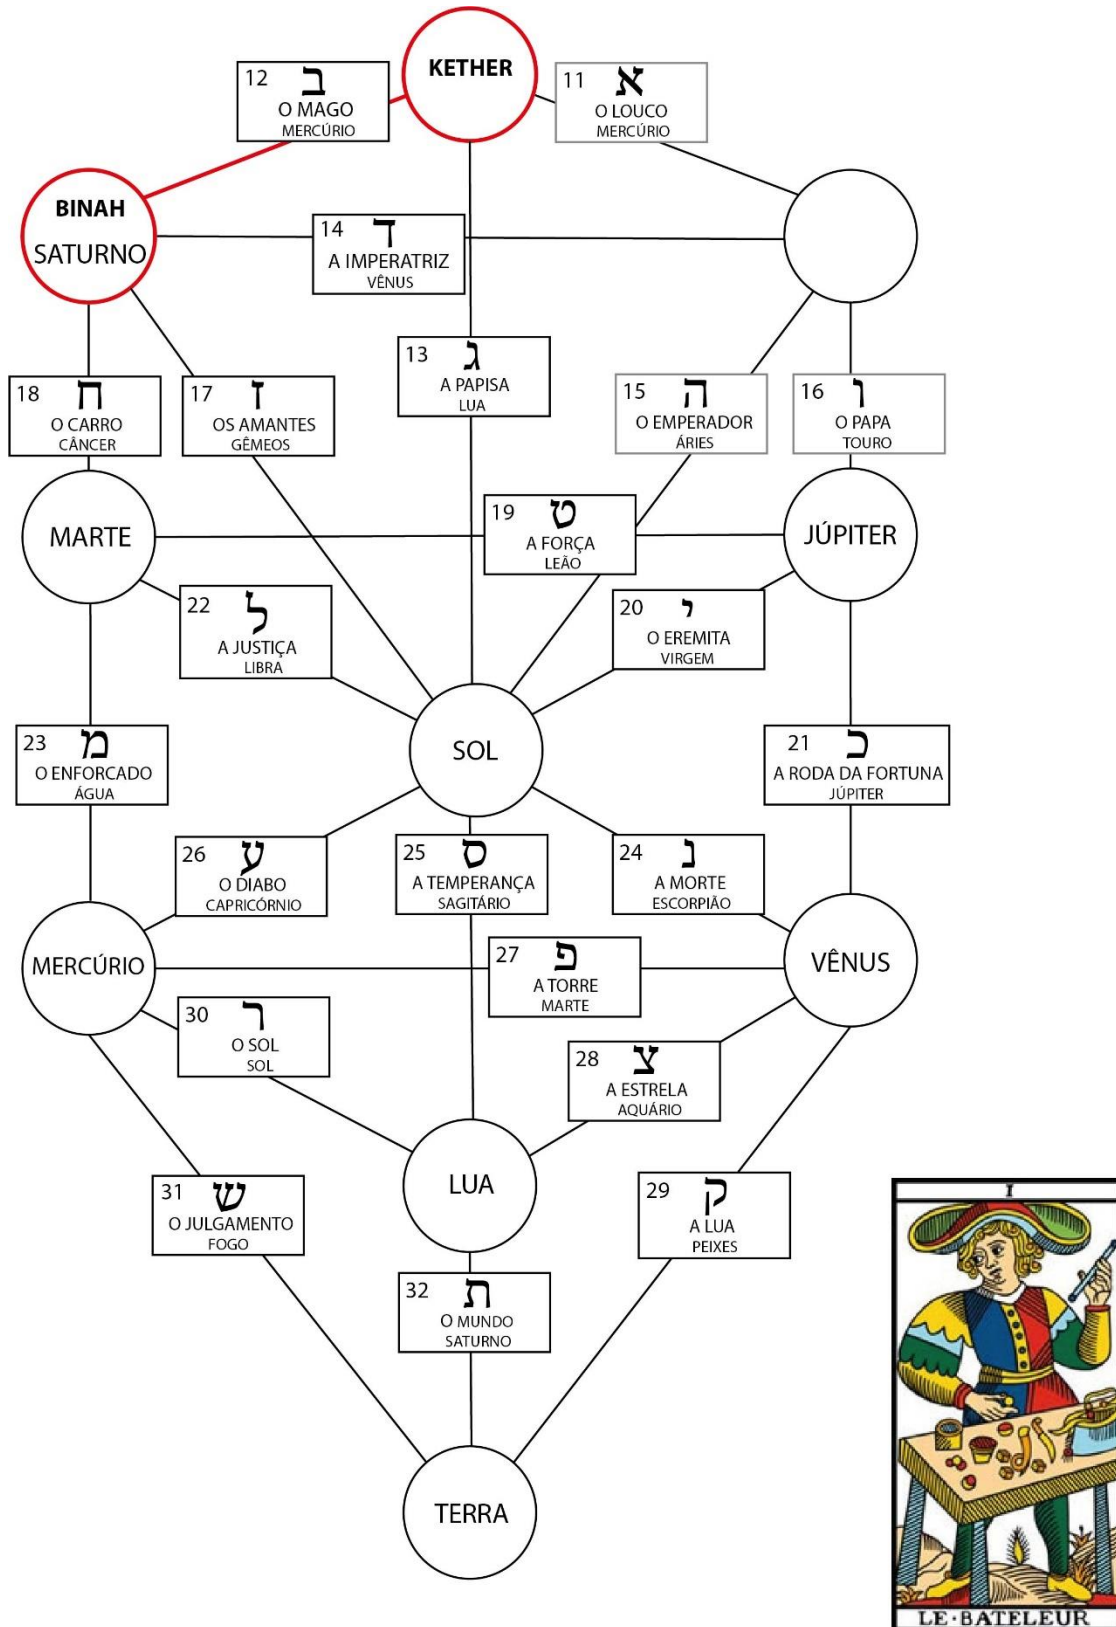 KETHER
12 ב
O MAGO
MERCÚRIO
11 א
O LOUCO
MERCÚRIO
BINAH
SATURNO
14 ד
A IMPERATRIZ
VÊNUS
13 ג
A PAPISA
LUA
18 ח
O CARRO
CÂNCER
17 ז
OS AMANTES
GÊMEOS
15 ה
O EMPERADOR
ÁRIES
16 ו
O PAPA
TOURO
MARTE
19 ט
A FORÇA
LEÃO
JÚPITER
22 ל
A JUSTIÇA
LIBRA
20 י
O EREMITA
VIRGEM
SOL
23 מ
O ENFORCADO
ÁGUA
21 כ
A RODA DA FORTUNA
JÚPITER
26 ע
O DIABO
CAPRICÓRNIO
25 ס
A TEMPERANÇA
SAGITÁRIO
24 נ
A MORTE
ESCORPIÃO
MERCÚRIO
27 פ
A TORRE
MARTE
VÊNUS
30 ר
O SOL
SOL
28 צ
A ESTRELA
AQUÁRIO
LUA
31 ש
O JULGAMENTO
FOGO
29 ק
A LUA
PEIXES
32 ת
O MUNDO
SATURNO
TERRA
I
LE·BATELEUR